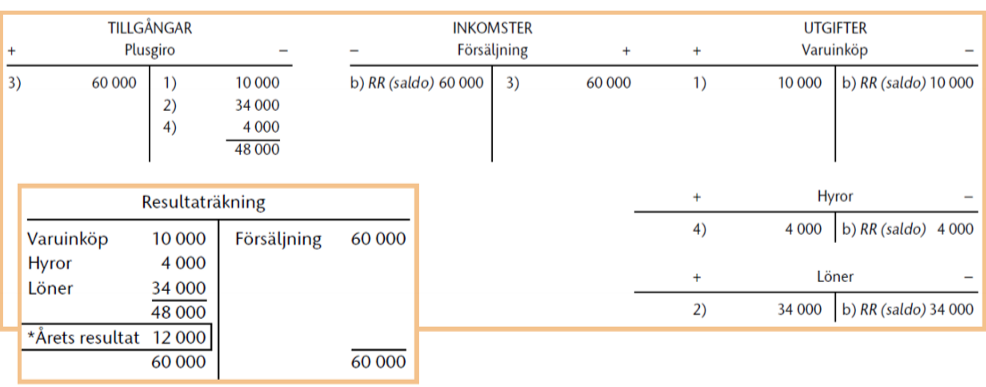 TILLGÅNGAR INKOMSTER UTGIFTER
+ Plusgiro – – Försäljning + + Varuinköp –
3) 60 000 1) 10 000 b) RR (saldo) 60 000 3) 60 000 1) 10 000 b) RR (saldo) 10 000
2) 34 000
4) 4 000
48 000
+ Hyror –
4) 4 000 b) RR (saldo) 4 000
+ Löner –
2) 34 000 b) RR (saldo) 34 000
Resultaträkning
Varuinköp 10 000 Försäljning 60 000
Hyror 4 000
Löner 34 000
48 000
*Årets resultat 12 000
60 000 60 000